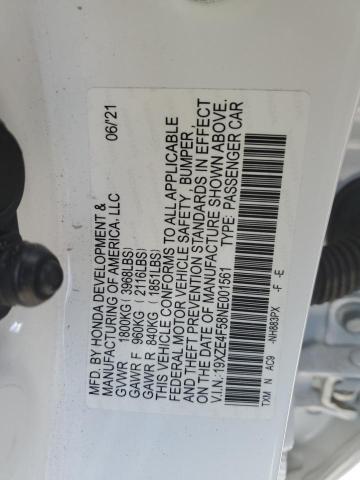 06/'21
MFD. BY HONDA DEVELOPMENT &
MANUFACTURING OF AMERICA, LLC
GVWR 1800KG (3968LBS)
GAWR F 960KG (2116LBS)
GAWR R 840KG (1851LBS)
THIS VEHICLE CONFORMS TO ALL APPLICABLE
FEDERAL MOTOR VEHICLE SAFETY, BUMPER,
AND THEFT PREVENTION STANDARDS IN EFFECT
ON THE DATE OF MANUFACTURE SHOWN ABOVE.
V.I.N.: 19XZE4F58NE001561 TYPE: PASSENGER CAR
TXM N AC9 -NH883PX -F -E